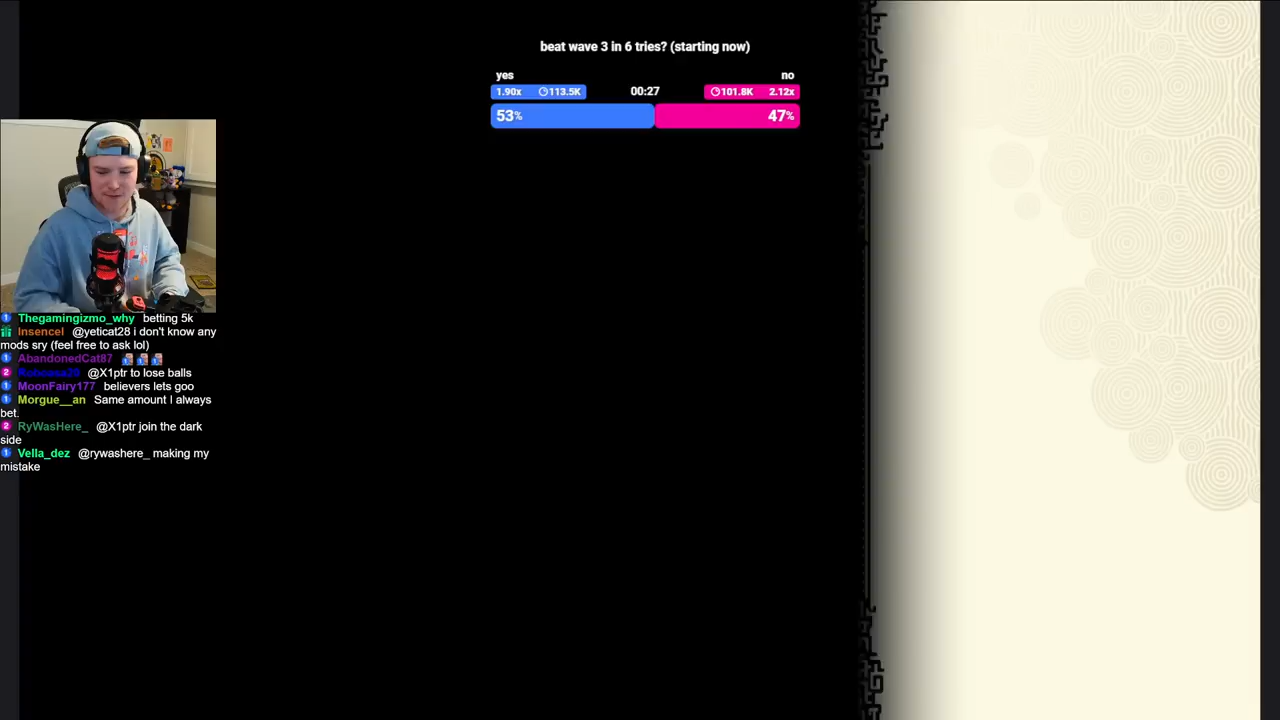 beat wave 3 in 6 tries? (starting now)
yes
no
1.90x 113.5K
00:27
101.8K 2.12x
53%
47%
Thegamingizmo_why betting 5k
Insencel @yeticat28 i don't know any
mods sry (feel free to ask lol)
AbandonedCat87
@X1ptr to lose balls
MoonFairy177 believers lets goo
Morgue__an Same amount I always
bet.
RyWasHere_ @X1ptr join the dark
side
Vella_dez @rywashere_ making my
mistake